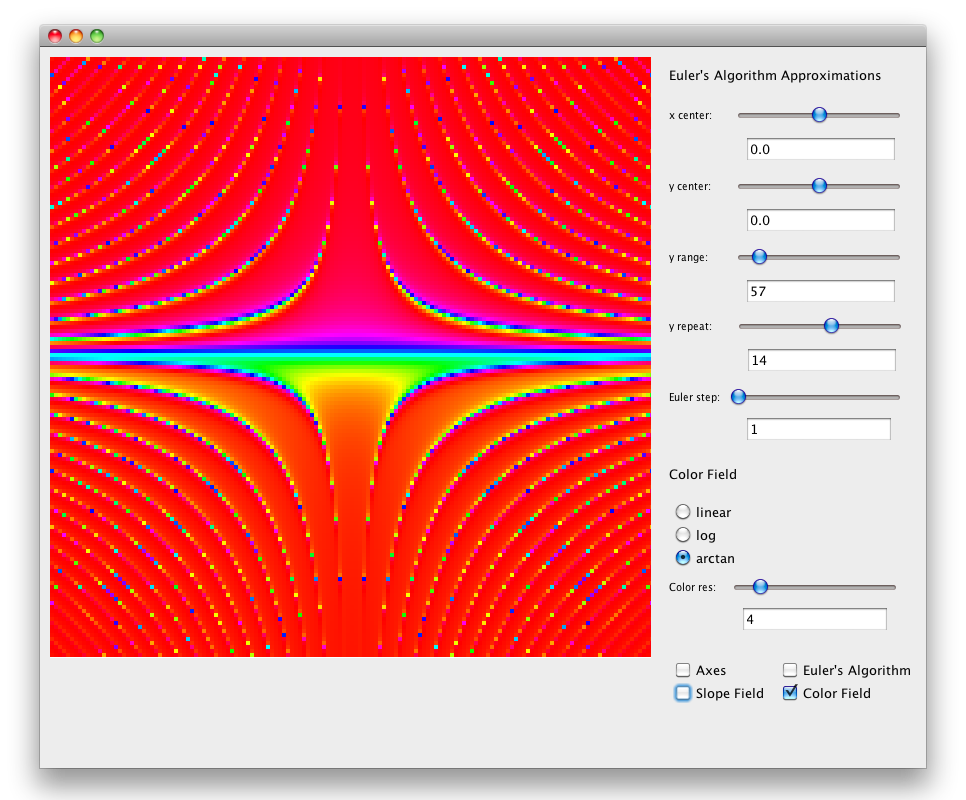 Euler's Algorithm Approximations
x center:
0.0
y center:
0.0
y range:
57
y repeat:
14
Euler step:
1
Color Field
linear
log
arctan
Color res:
4
Axes Euler's Algorithm
Slope Field Color Field